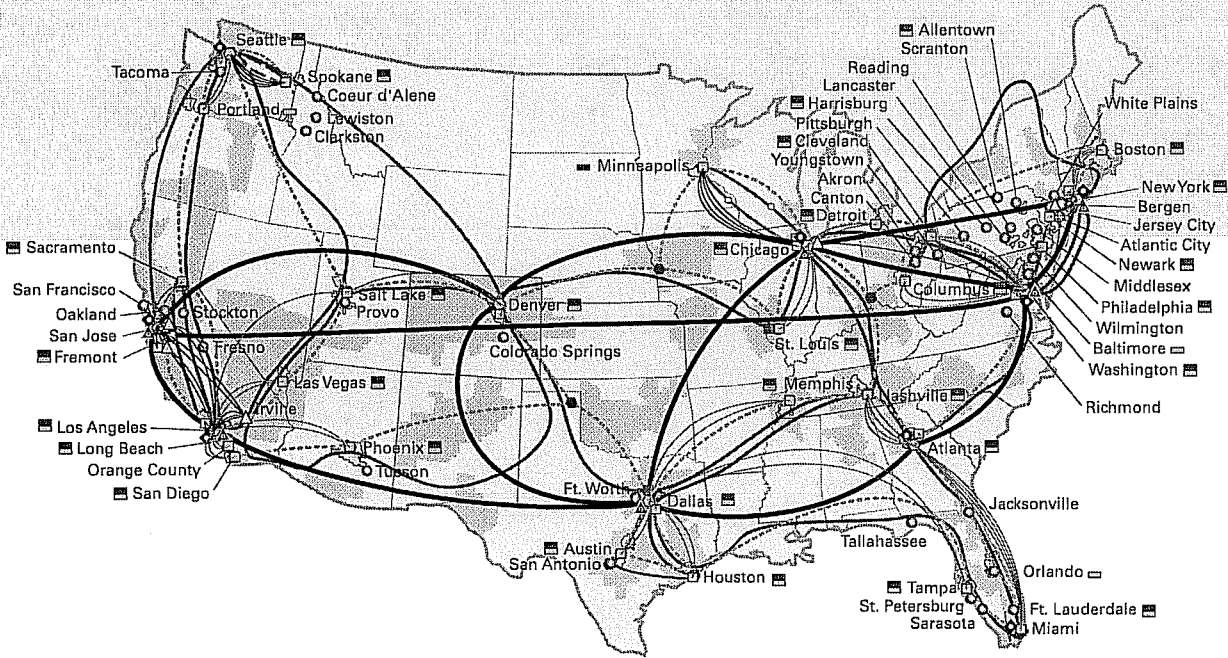 Allentown
Scranton
Reading
Lancaster
Harrisburg
Pittsburgh
Cleveland
Youngstown
Akron
Canton
Detroit
White Plains
Boston
New York
Bergen
Jersey City
Atlantic City
Newark
Middlesex
Philadelphia
Wilmington
Baltimore
Washington
Richmond
Seattle
Tacoma
Spokane
Coeur d'Alene
Portland
Lewiston
Clarkston
Minneapolis
Chicago
Columbus
Sacramento
San Francisco
Oakland
San Jose
Fremont
Stockton
Fresno
Salt Lake
Provo
Denver
Colorado Springs
St. Louis
Las Vegas
Memphis
Nashville
Los Angeles
Long Beach
Orange County
San Diego
Irvine
Phoenix
Tucson
Atlanta
Ft. Worth
Dallas
Jacksonville
Tallahassee
Austin
San Antonio
Houston
Orlando
Tampa
St. Petersburg
Sarasota
Ft. Lauderdale
Miami